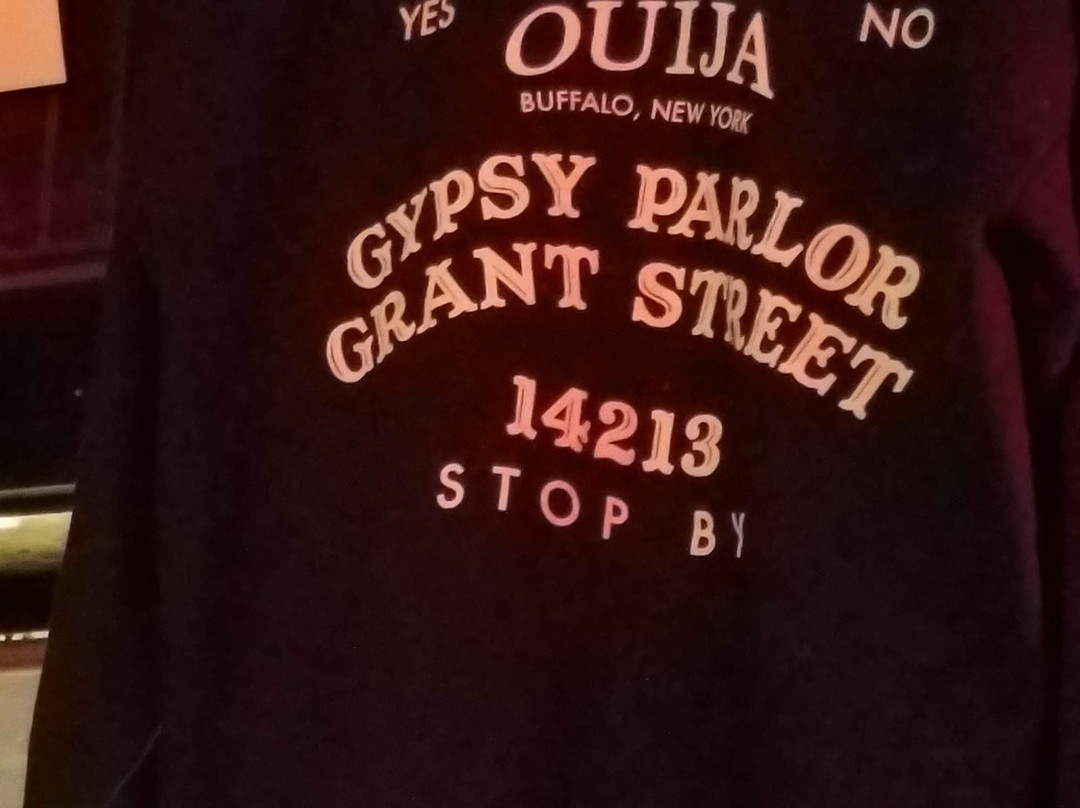 YES OUIJA NO
BUFFALO, NEW YORK
GYPSY PARLOR
GRANT STREET
14213
STOP BY